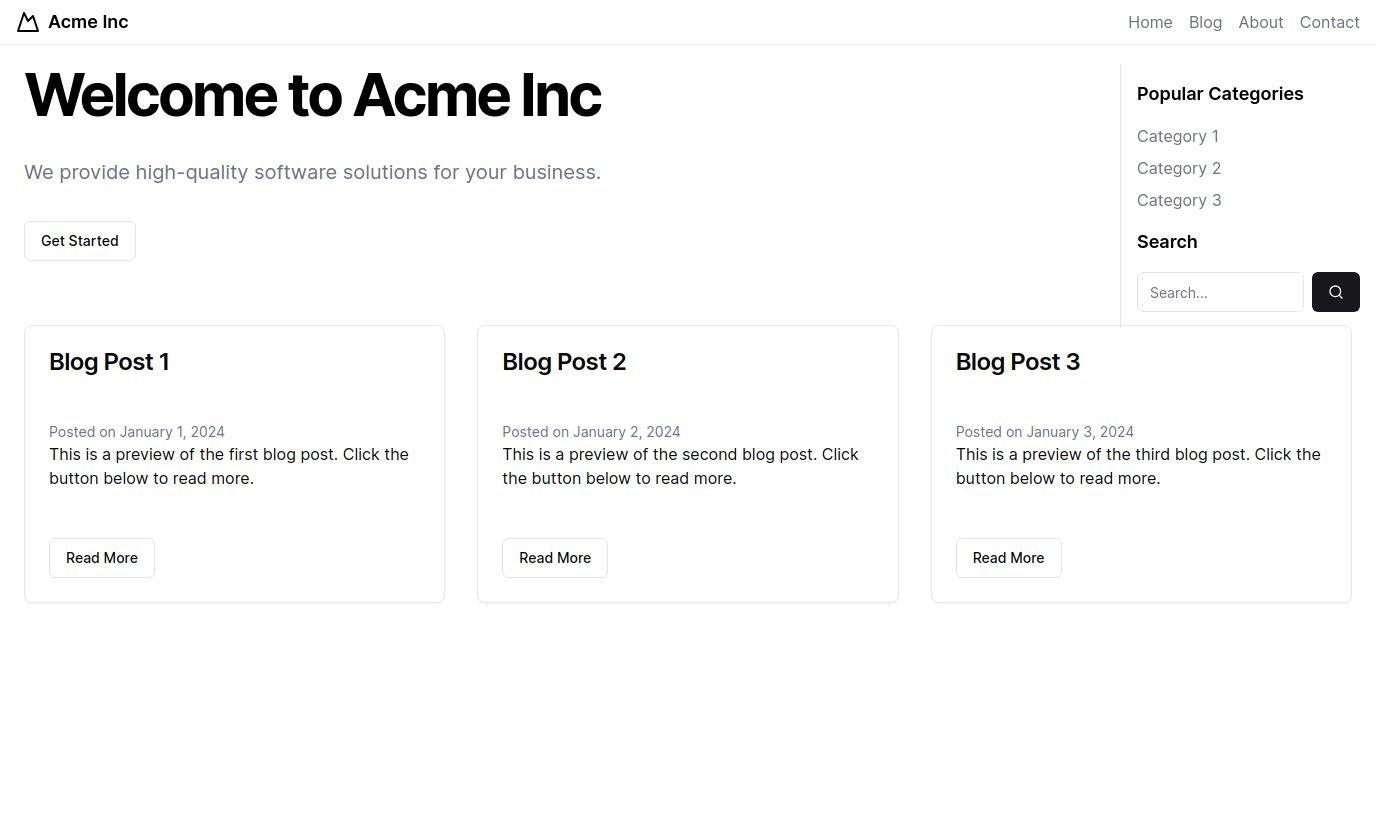 Acme Inc
Home Blog About Contact
Welcome to Acme Inc
We provide high-quality software solutions for your business.
Get Started
Popular Categories
Category 1
Category 2
Category 3
Search
Search...
Blog Post 1
Posted on January 1, 2024
This is a preview of the first blog post. Click the
button below to read more.
Read More
Blog Post 2
Posted on January 2, 2024
This is a preview of the second blog post. Click
the button below to read more.
Read More
Blog Post 3
Posted on January 3, 2024
This is a preview of the third blog post. Click the
button below to read more.
Read More